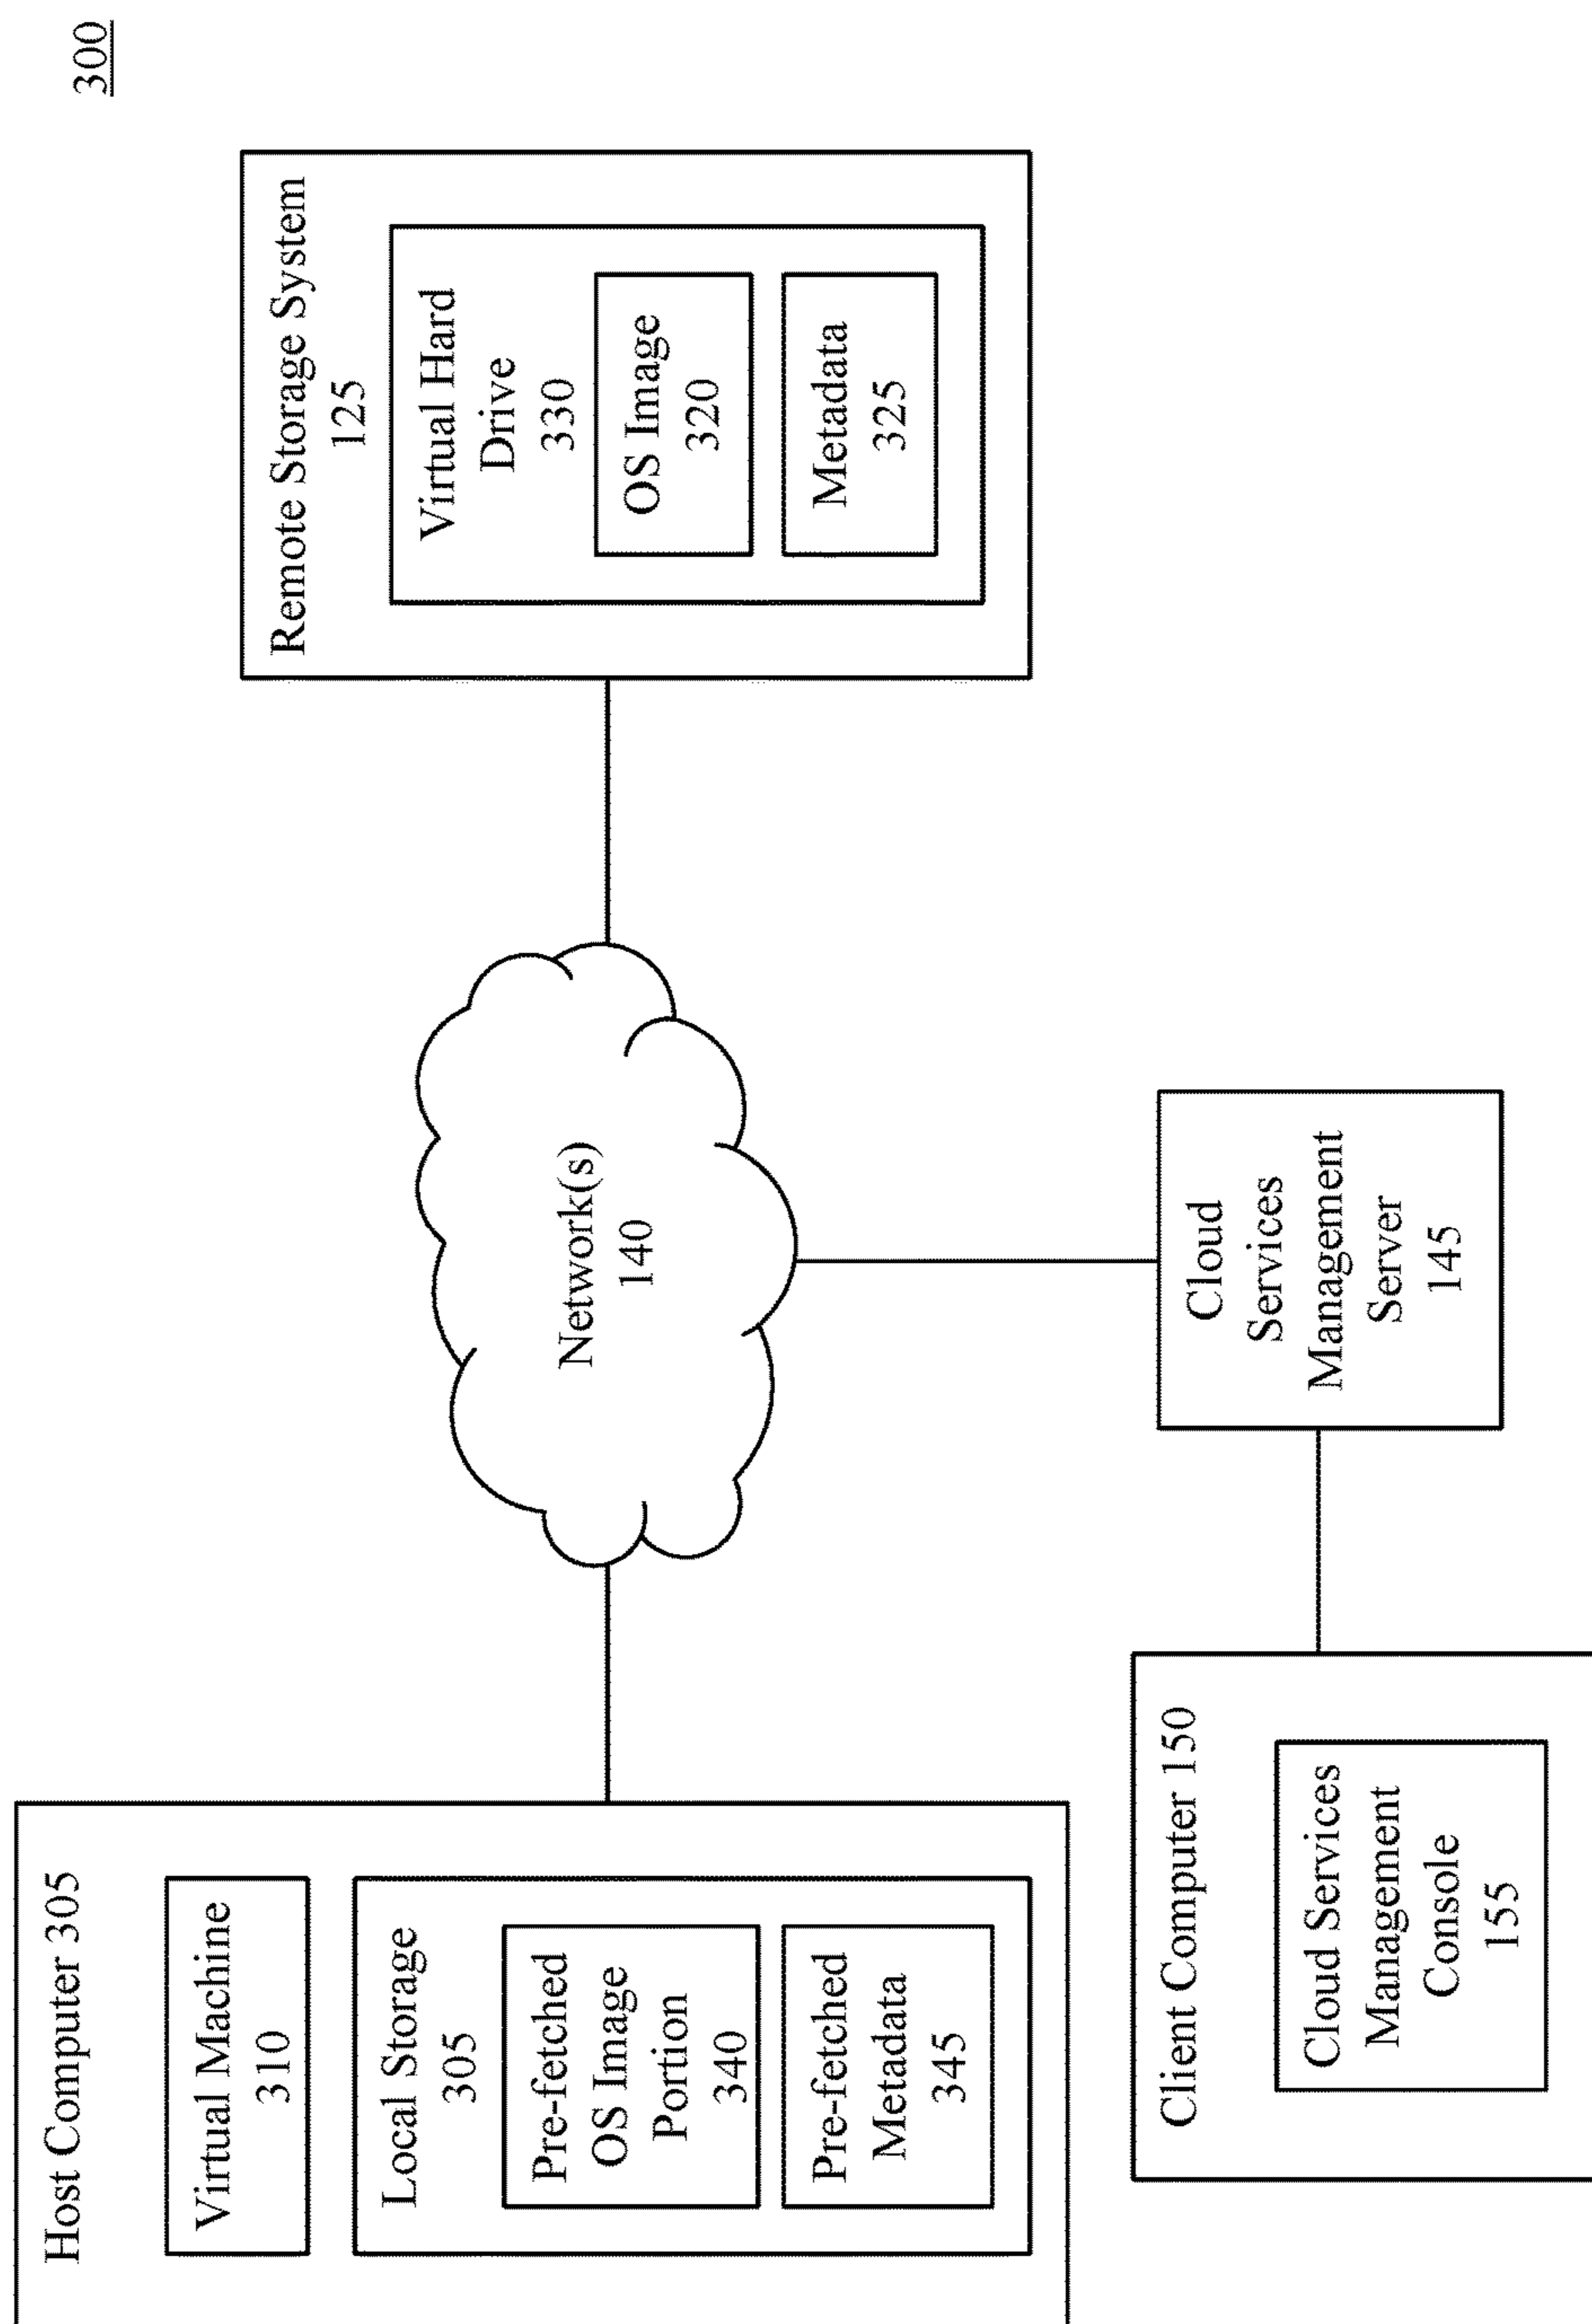 300
Host Computer 305
Virtual Machine
310
Local Storage
305
Pre-fetched
OS Image
Portion
340
Pre-fetched
Metadata
345
Network(s)
140
Remote Storage System
125
Virtual Hard
Drive
330
OS Image
320
Metadata
325
Client Computer 150
Cloud Services
Management
Console
155
Cloud
Services
Management
Server
145